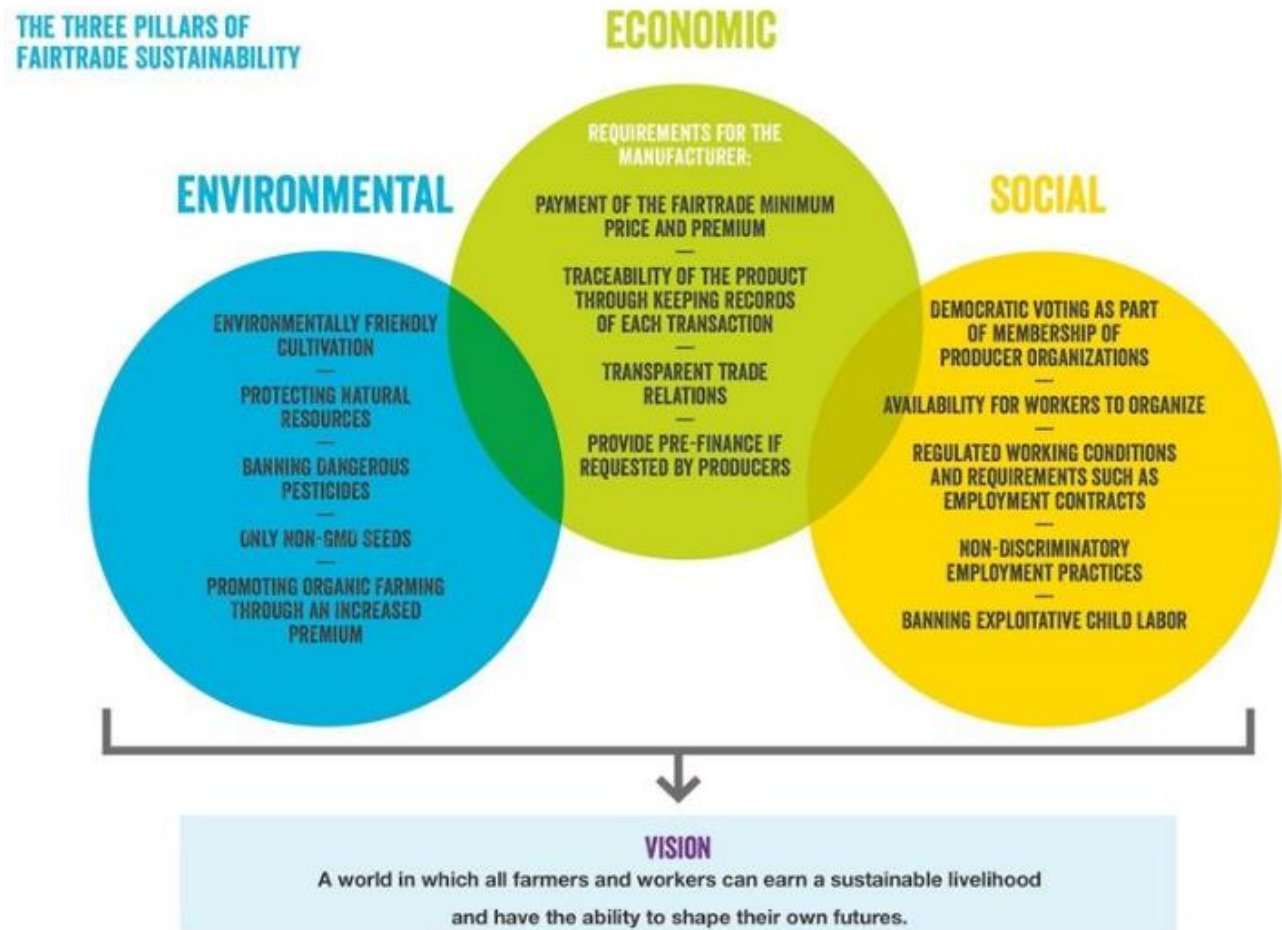 THE THREE PILLARS OF
FAIRTRADE SUSTAINABILITY
ECONOMIC
REQUIREMENTS FOR THE
MANUFACTURER:
PAYMENT OF THE FAIRTRADE MINIMUM
PRICE AND PREMIUM
—
TRACEABILITY OF THE PRODUCT
THROUGH KEEPING RECORDS
OF EACH TRANSACTION
—
TRANSPARENT TRADE
RELATIONS
—
PROVIDE PRE-FINANCE IF
REQUESTED BY PRODUCERS
ENVIRONMENTAL
ENVIRONMENTALLY FRIENDLY
CULTIVATION
—
PROTECTING NATURAL
RESOURCES
—
BANNING DANGEROUS
PESTICIDES
—
ONLY NON-GMO SEEDS
—
PROMOTING ORGANIC FARMING
THROUGH AN INCREASED
PREMIUM
SOCIAL
DEMOCRATIC VOTING AS PART
OF MEMBERSHIP OF
PRODUCER ORGANIZATIONS
—
AVAILABILITY FOR WORKERS TO ORGANIZE
—
REGULATED WORKING CONDITIONS
AND REQUIREMENTS SUCH AS
EMPLOYMENT CONTRACTS
—
NON-DISCRIMINATORY
EMPLOYMENT PRACTICES
—
BANNING EXPLOITATIVE CHILD LABOR
VISION
A world in which all farmers and workers can earn a sustainable livelihood
and have the ability to shape their own futures.